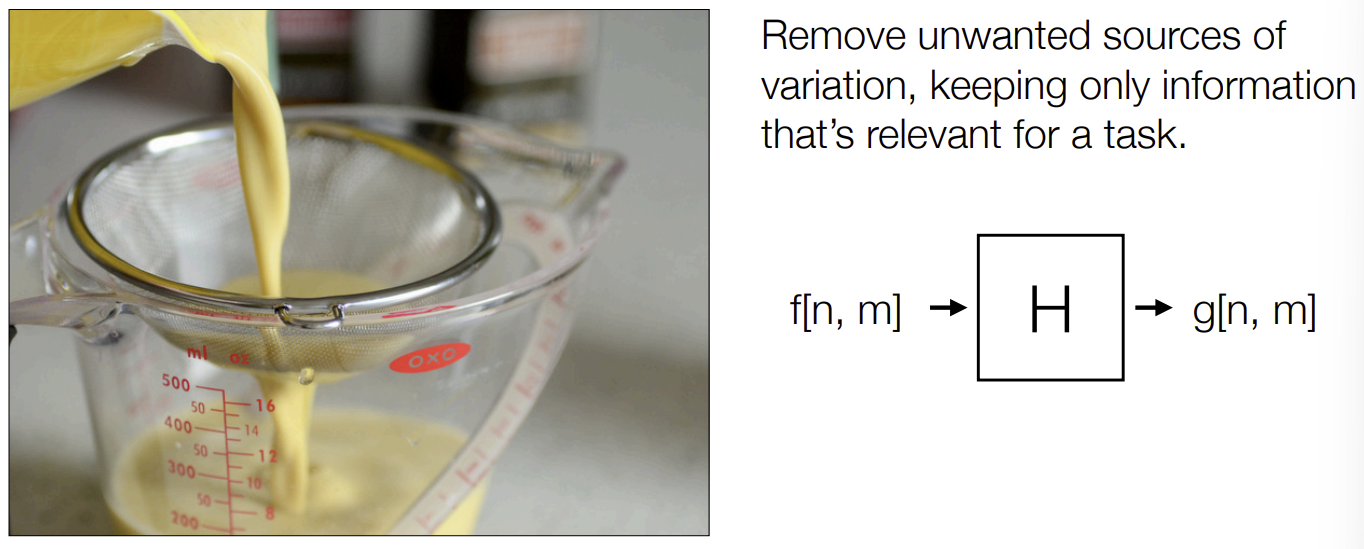 Remove unwanted sources of
variation, keeping only information
that's relevant for a task.
f[n, m] → H → g[n, m]
OXO
ml oz
500
16
50
14
400
50
12
300
10
50
8
200